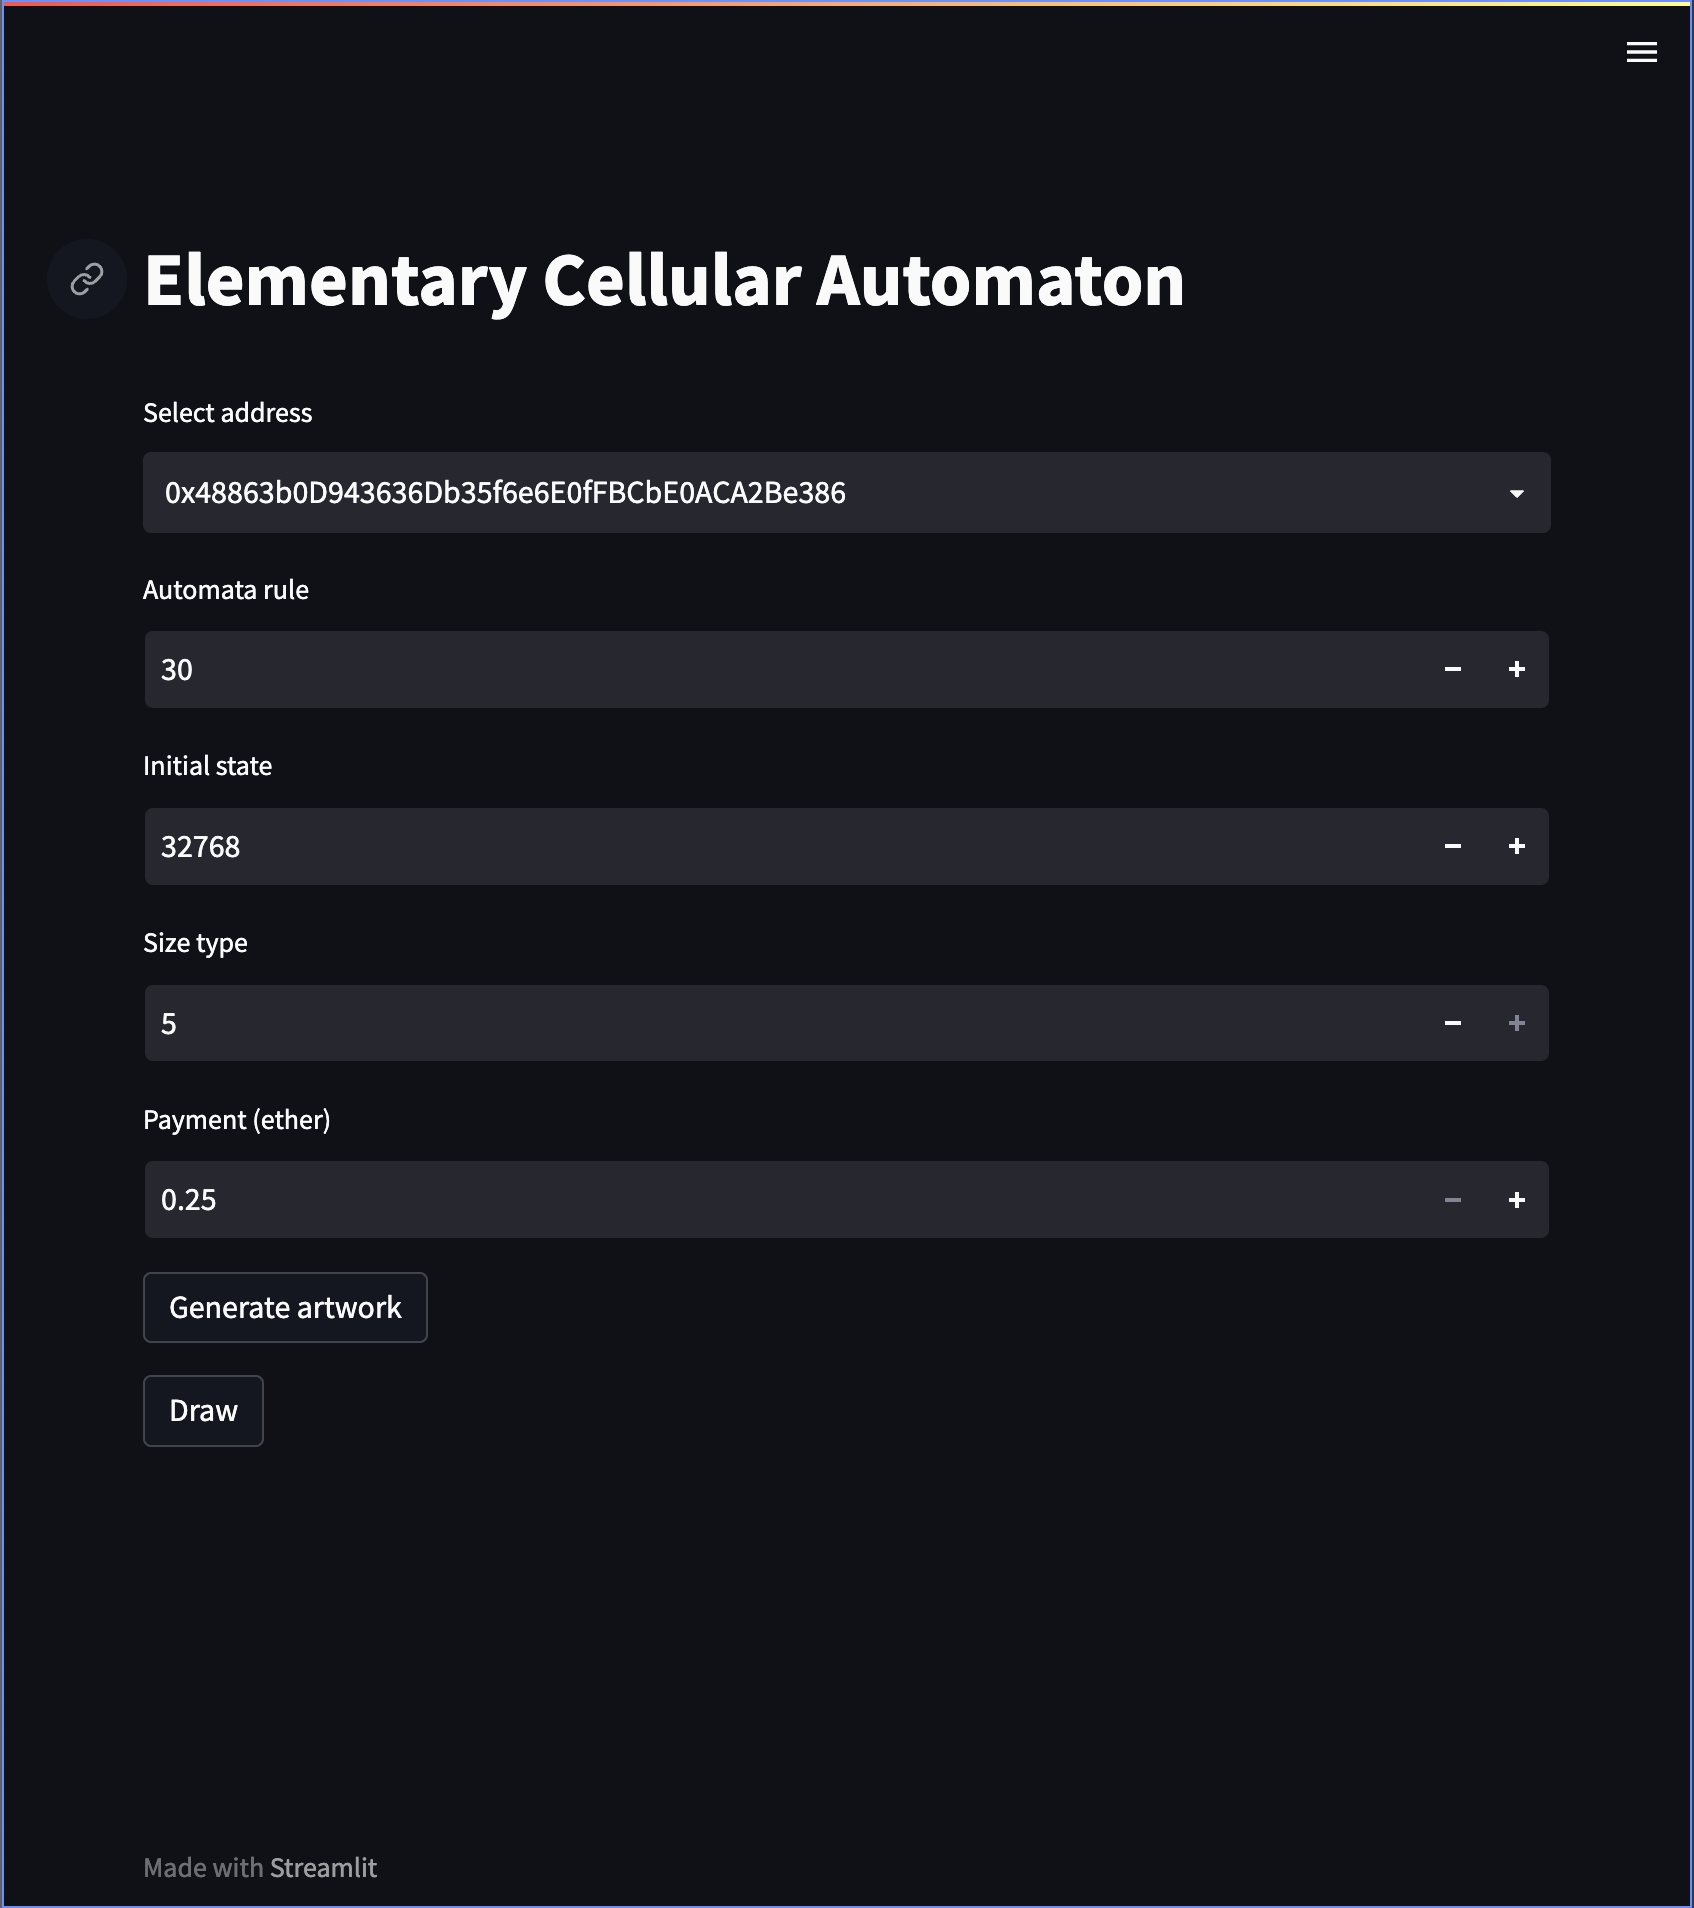 Elementary Cellular Automaton
Select address
0x48863b0D943636Db35f6e6E0fFBCbE0ACA2Be386
Automata rule
30
Initial state
32768
Size type
5
Payment (ether)
0.25
Generate artwork
Draw
Made with Streamlit